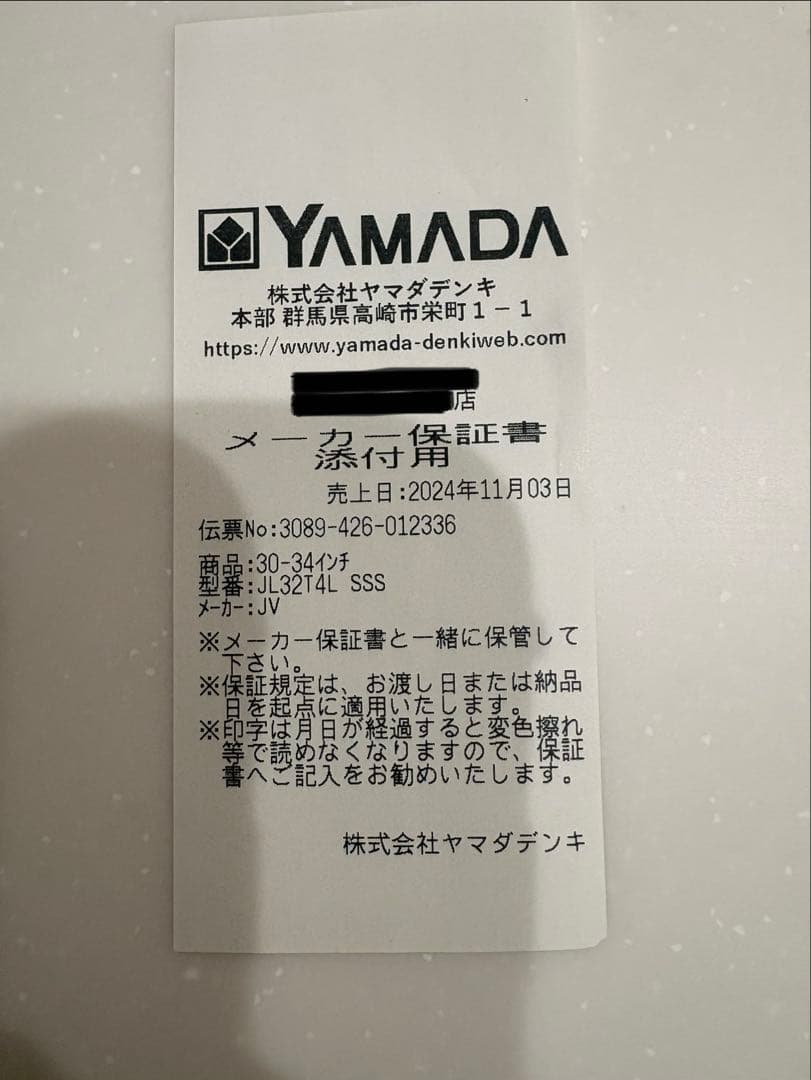 YAMADA
株式会社ヤマダデンキ
本部 群馬県高崎市栄町1-1
https://www.yamada-denkiweb.com
店
メーカー保証書
添付用
売上日:2024年11月03日
伝票No:3089-426-012336
商品:30-34インチ
型番:JL32T4L SSS
メーカー:JV
※メーカー保証書と一緒に保管して
下さい。
※保証規定は、お渡し日または納品
日を起点に適用いたします。
※印字は月日が経過すると変色擦れ
等で読めなくなりますので、保証
書へご記入をお勧めいたします。
株式会社ヤマダデンキ